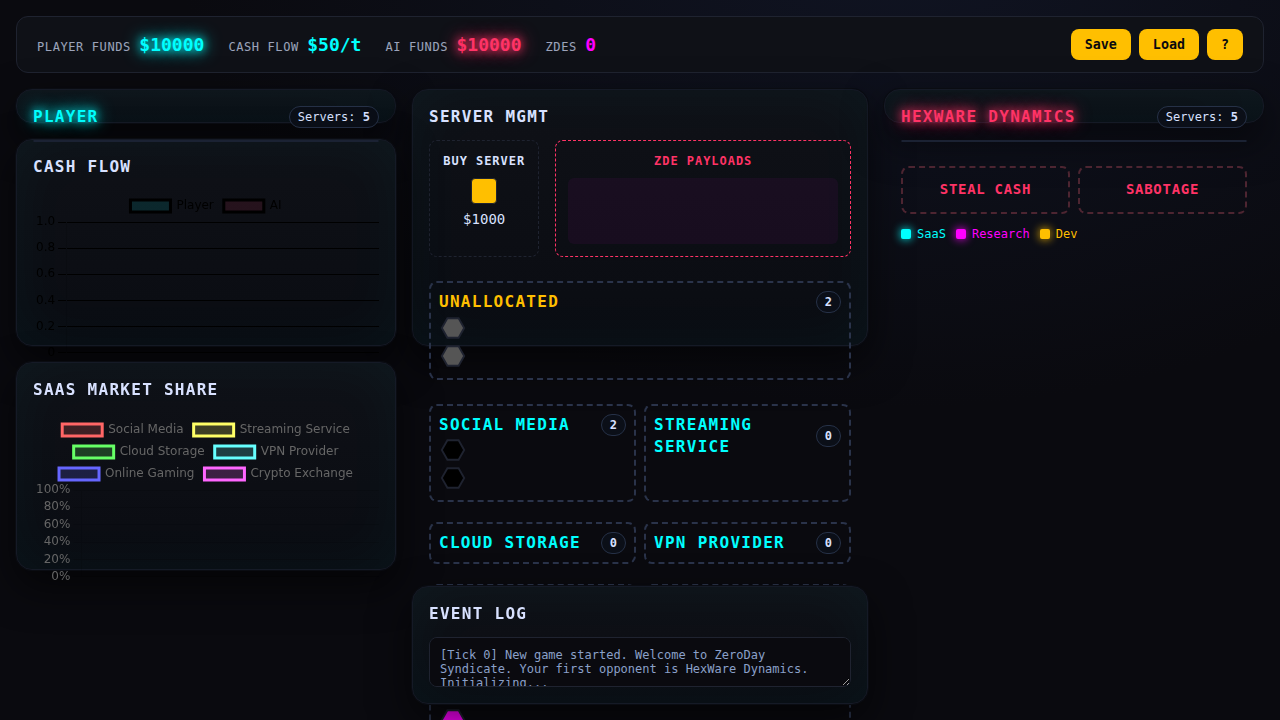 PLAYER FUNDS $10000 CASH FLOW $50/t AI FUNDS $10000 ZDES 0 Save Load ?
PLAYER Servers: 5
CASH FLOW
Player AI
1.0
0.8
0.6
0.4
0.2
SAAS MARKET SHARE
Social Media Streaming Service
Cloud Storage VPN Provider
Online Gaming Crypto Exchange
100%
80%
60%
40%
20%
0%
SERVER MGMT
BUY SERVER
$1000
ZDE PAYLOADS
UNALLOCATED 2
SOCIAL MEDIA 2
STREAMING
SERVICE 0
CLOUD STORAGE 0
VPN PROVIDER 0
EVENT LOG
[Tick 0] New game started. Welcome to ZeroDay
Syndicate. Your first opponent is HexWare Dynamics.
Initializing...
HEXWARE DYNAMICS Servers: 5
STEAL CASH SABOTAGE
SaaS Research Dev